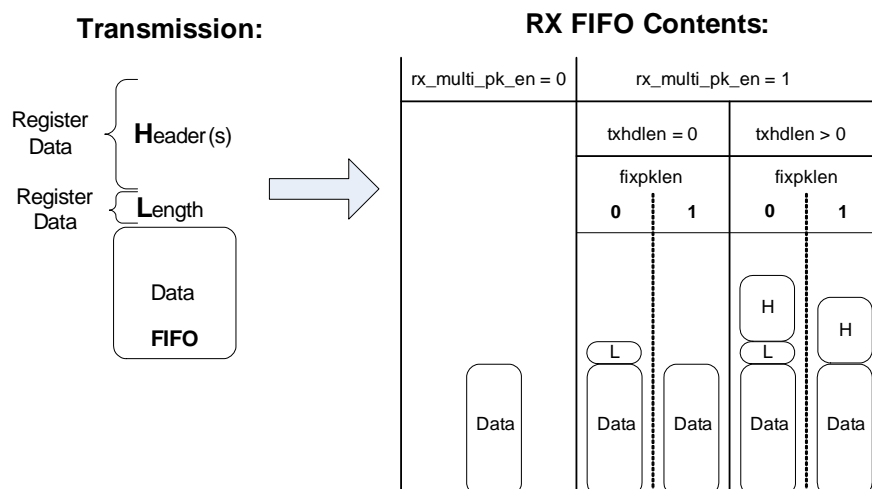 Transmission:
RX FIFO Contents:
rx_multi_pk_en = 0
rx_multi_pk_en = 1
Register
Data
Header(s)
txhdlen = 0
txhdlen > 0
Register
Data
Length
fixpklen
fixpklen
0
1
0
1
Data
FIFO
H
H
L
L
Data
Data
Data
Data
Data